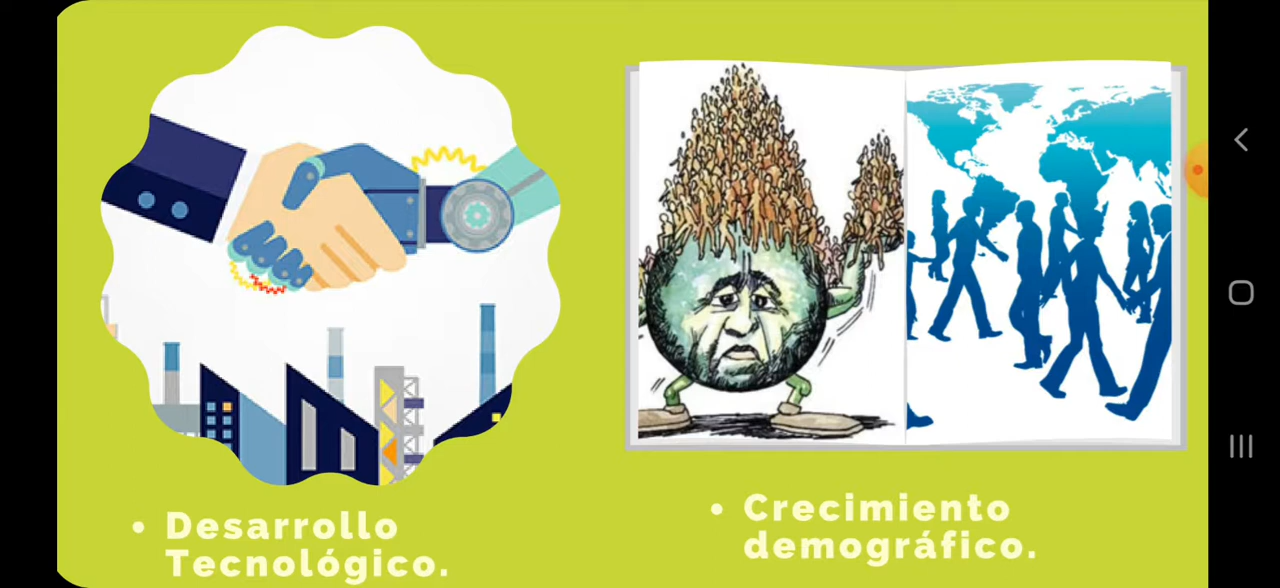 • Desarrollo
Tecnológico.
• Crecimiento
demográfico.